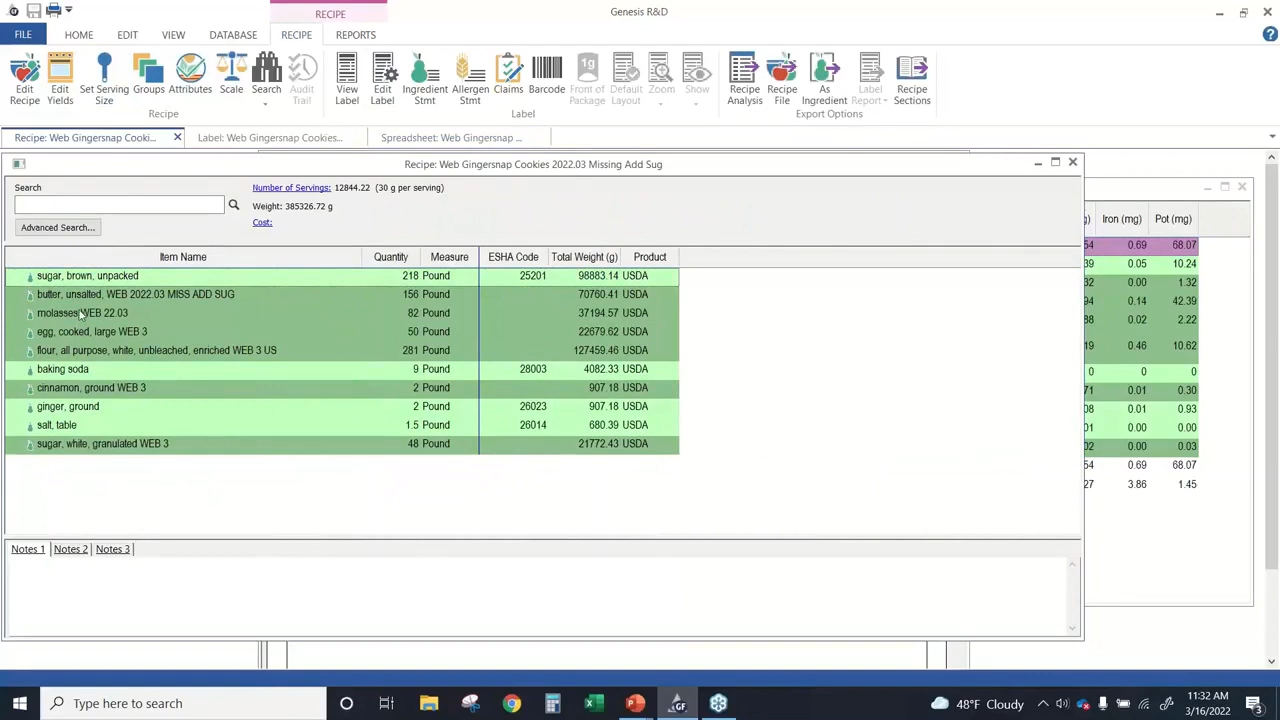 RECIPE
Genesis R&D
FILE
HOME
EDIT
VIEW
DATABASE
RECIPE
REPORTS
Edit Recipe
Edit Yields
Set Serving Size
Groups
Attributes
Scale
Search
Audit Trail
View Label
Edit Label
Ingredient Stmt
Allergen Stmt
Claims
Barcode
Front of Package
Default Layout
Zoom
Show
Recipe Analysis
Recipe File
As Ingredient
Label Report
Recipe Sections
Recipe
Label
Export Options
Recipe: Web Gingersnap Cooki...
Label: Web Gingersnap Cookies...
Spreadsheet: Web Gingersnap ...
Recipe: Web Gingersnap Cookies 2022.03 Missing Add Sug
Search
Number of Servings: 12844.22 (30 g per serving)
Weight: 385326.72 g
Advanced Search...
Cost:
Item Name Quantity Measure ESHA Code Total Weight (g) Product
sugar, brown, unpacked 218 Pound 25201 98883.14 USDA
butter, unsalted, WEB 2022.03 MISS ADD SUG 156 Pound 70760.41 USDA
molasses WEB 22.03 82 Pound 37194.57 USDA
egg, cooked, large WEB 3 50 Pound 22679.62 USDA
flour, all purpose, white, unbleached, enriched WEB 3 US 281 Pound 127459.46 USDA
baking soda 9 Pound 28003 4082.33 USDA
cinnamon, ground WEB 3 2 Pound 907.18 USDA
ginger, ground 2 Pound 26023 907.18 USDA
salt, table 1.5 Pound 26014 680.39 USDA
sugar, white, granulated WEB 3 48 Pound 21772.43 USDA
g) Iron (mg) Pot (mg)
54 0.69 68.07
39 0.05 10.24
32 0.00 1.32
94 0.14 42.39
88 0.02 2.22
19 0.46 10.62
0 0
71 0.01 0.30
08 0.01 0.93
01 0.00 0.00
02 0.00 0.03
54 0.69 68.07
27 3.86 1.45
Notes 1 Notes 2 Notes 3
Type here to search
48°F Cloudy
11:32 AM
3/16/2022